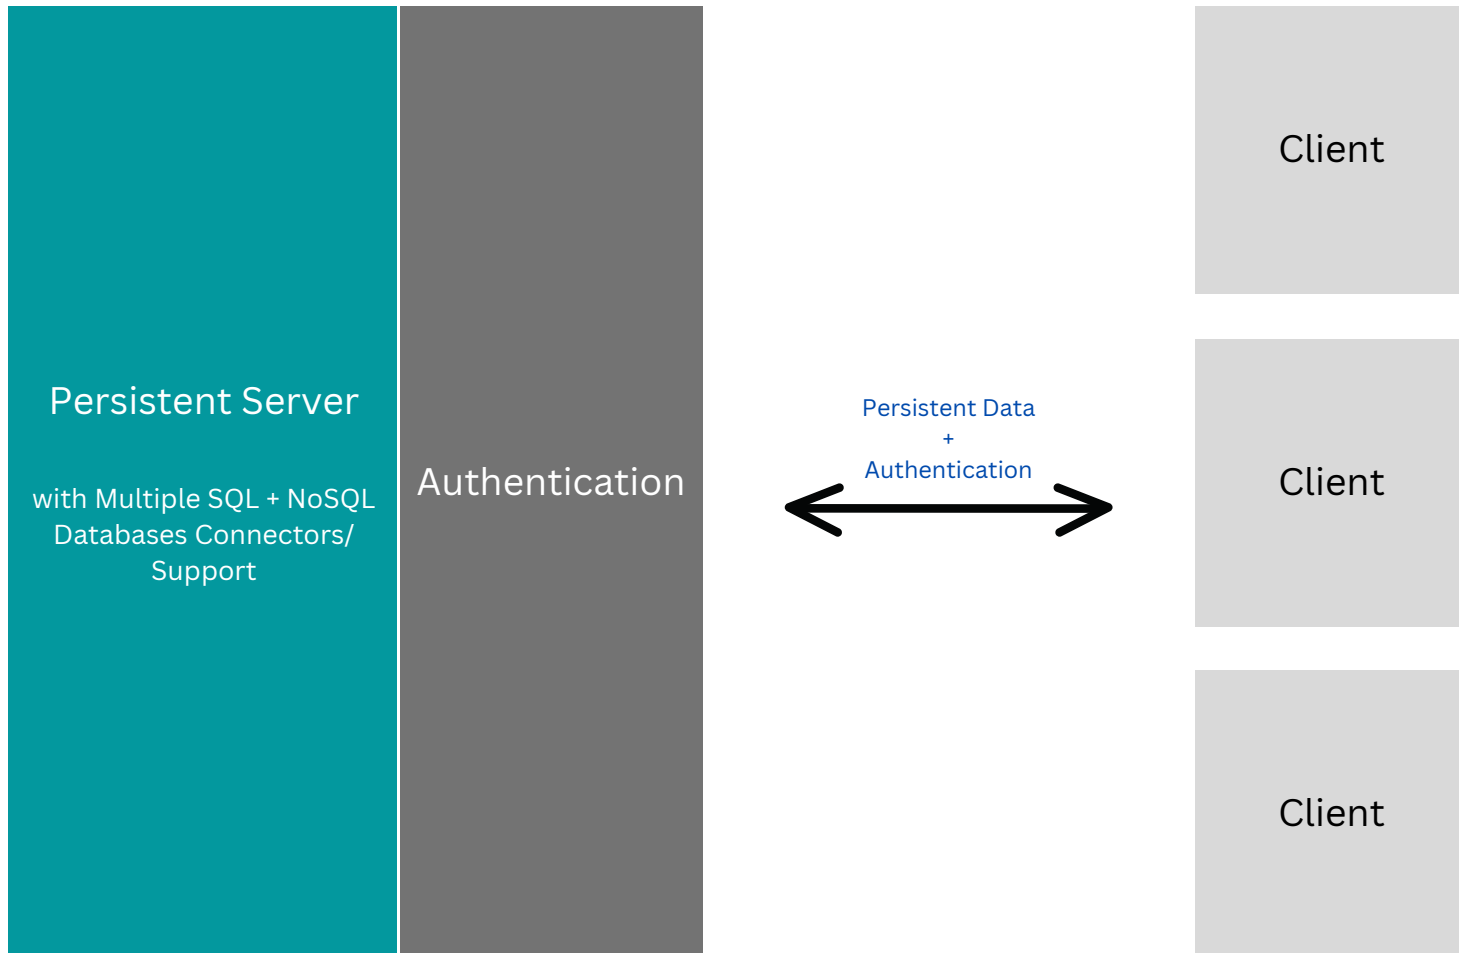 Persistent Server
with Multiple SQL + NoSQL
Databases Connectors/
Support
Authentication
Persistent Data
+
Authentication
Client
Client
Client